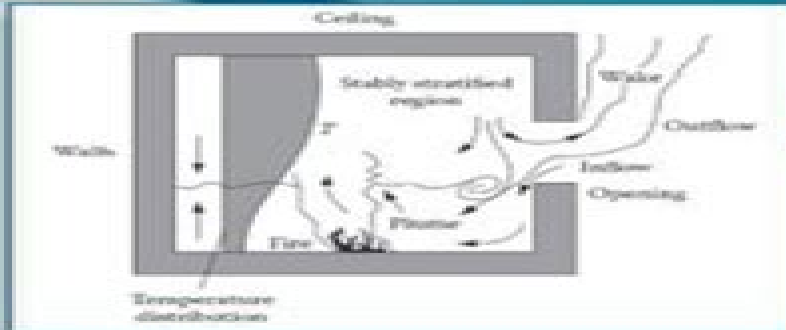 Ceiling
Stably stratified
region
Wake
Outflow
T
Walls
Inflow
Opening
Plume
Fire
Temperature
distribution